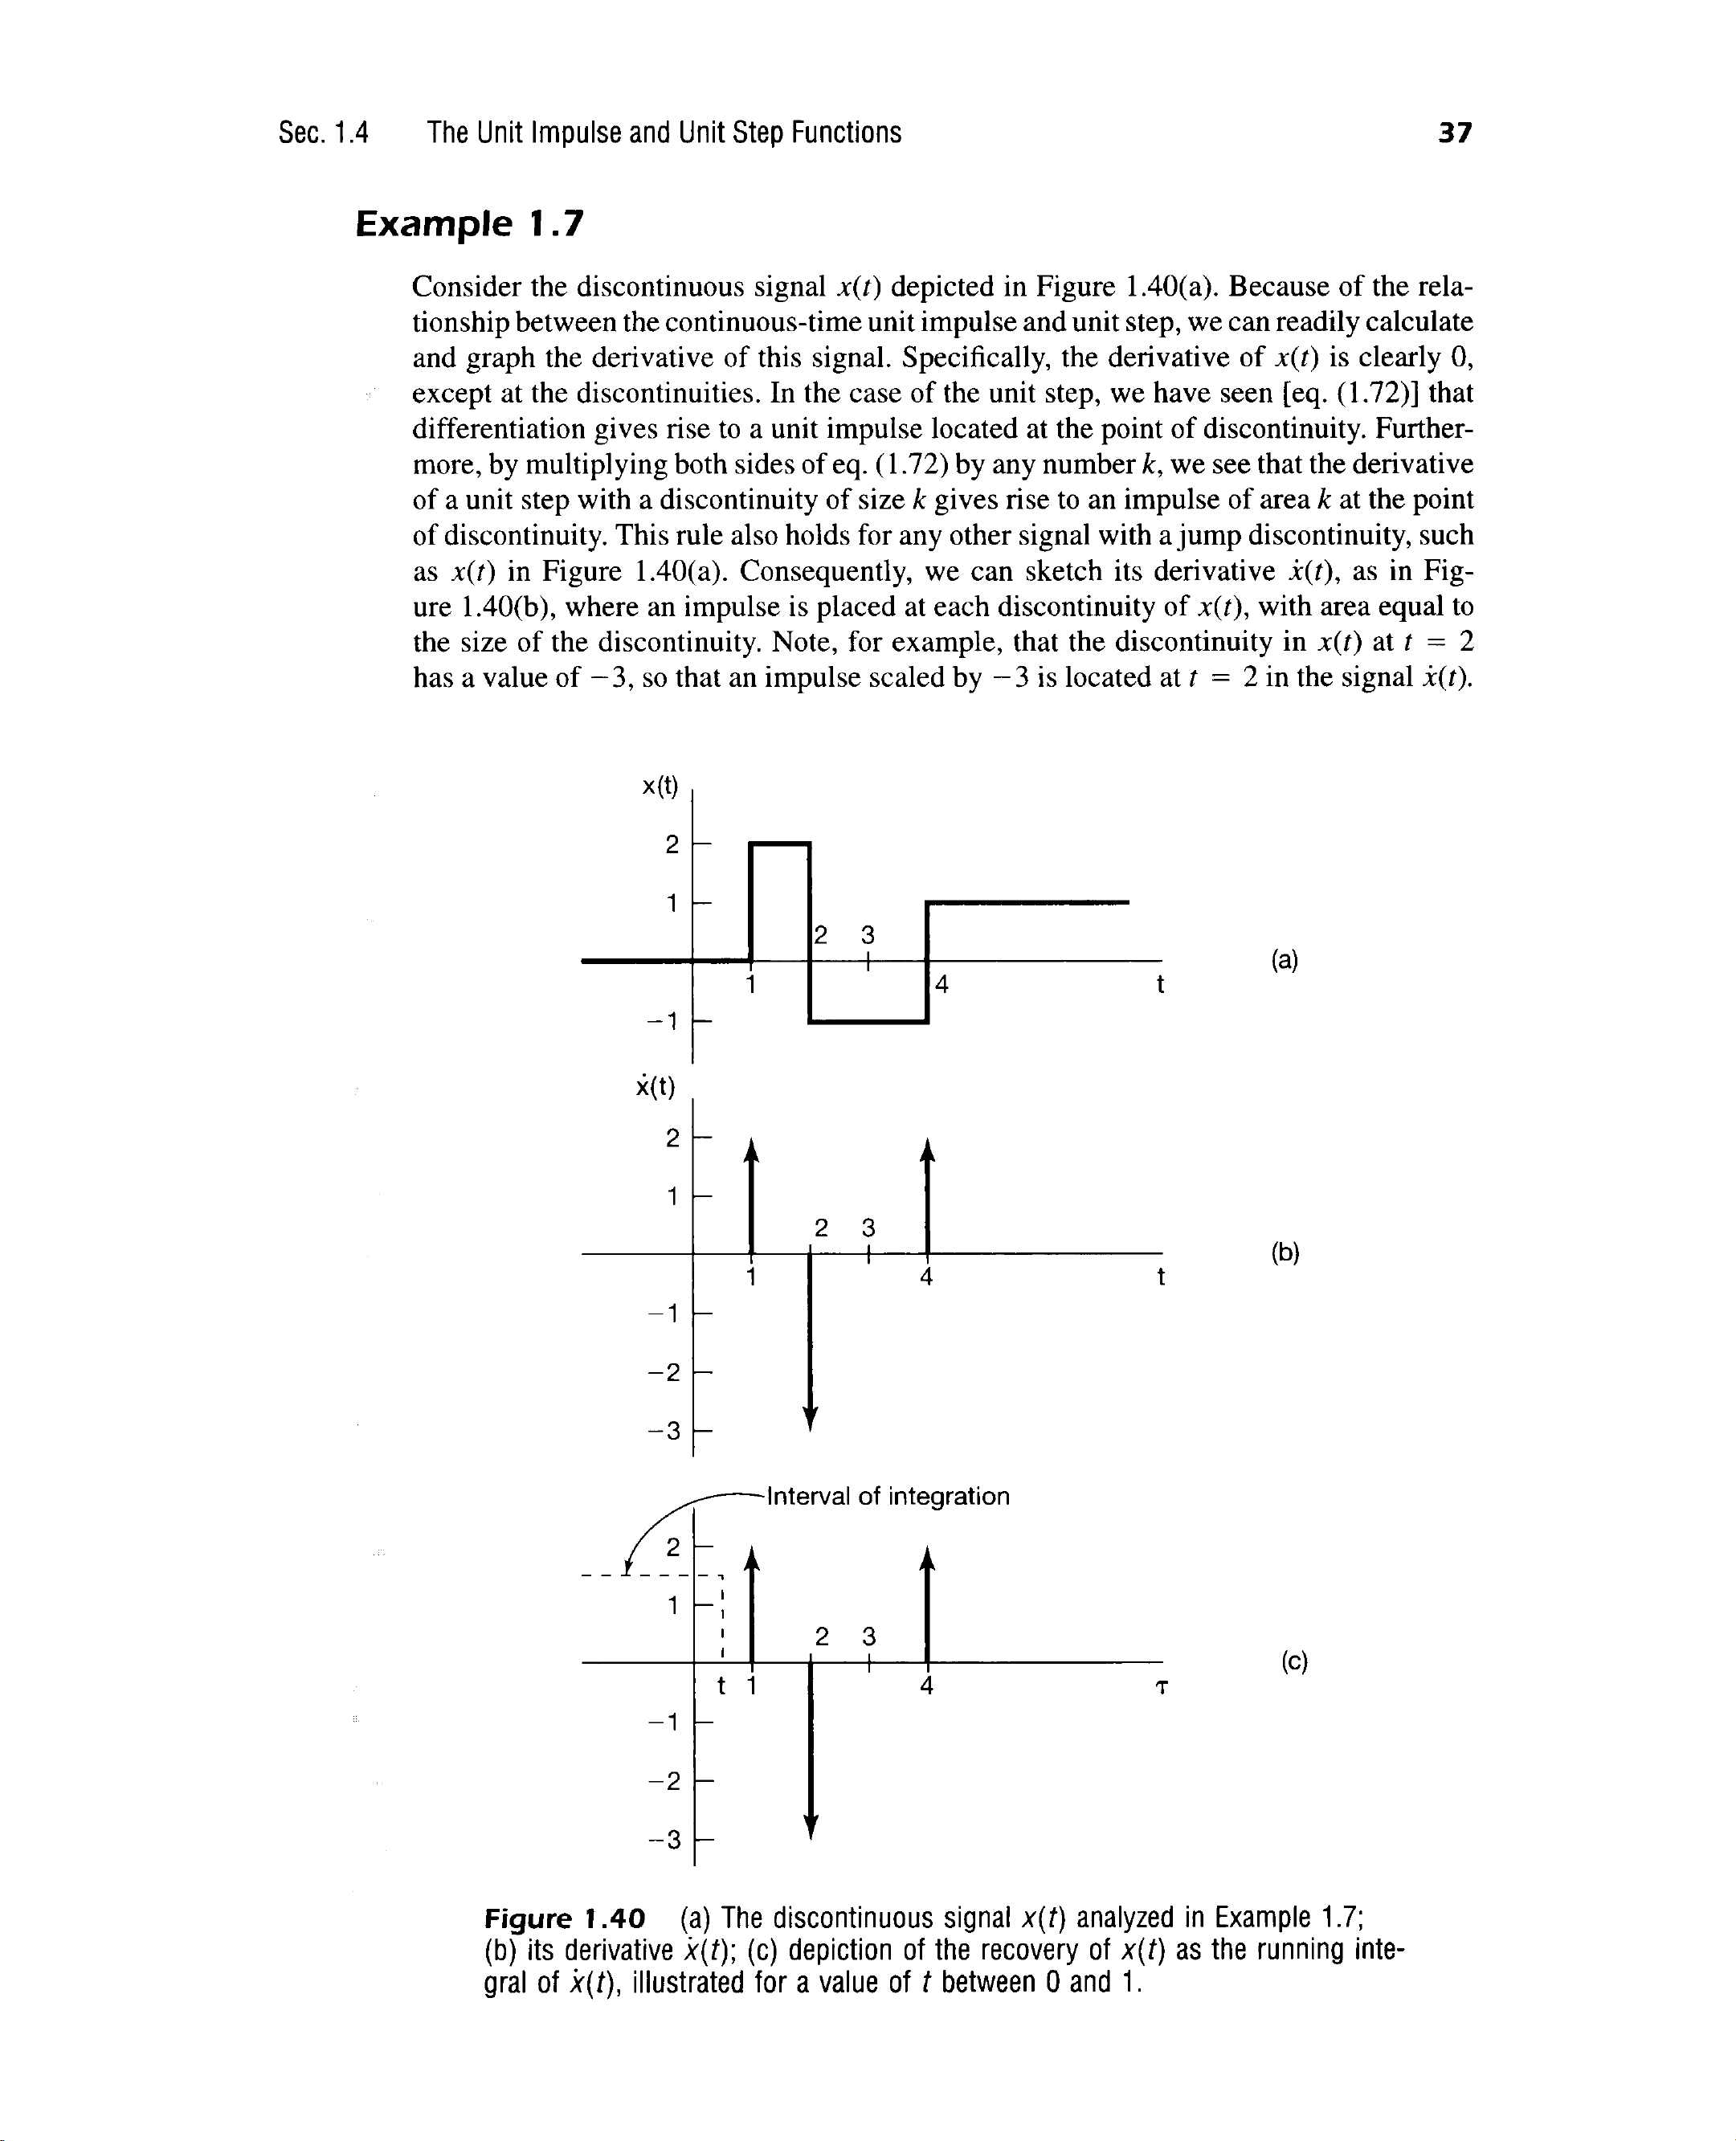 Sec. 1.4 The Unit Impulse and Unit Step Functions 37
Example 1.7
Consider the discontinuous signal x(t) depicted in Figure 1.40(a). Because of the rela-
tionship between the continuous-time unit impulse and unit step, we can readily calculate
and graph the derivative of this signal. Specifically, the derivative of x(t) is clearly 0,
except at the discontinuities. In the case of the unit step, we have seen [eq. (1.72)] that
differentiation gives rise to a unit impulse located at the point of discontinuity. Further-
more, by multiplying both sides of eq. (1.72) by any number k, we see that the derivative
of a unit step with a discontinuity of size k gives rise to an impulse of area k at the point
of discontinuity. This rule also holds for any other signal with a jump discontinuity, such
as x(t) in Figure 1.40(a). Consequently, we can sketch its derivative ẋ(t), as in Fig-
ure 1.40(b), where an impulse is placed at each discontinuity of x(t), with area equal to
the size of the discontinuity. Note, for example, that the discontinuity in x(t) at t = 2
has a value of −3, so that an impulse scaled by −3 is located at t = 2 in the signal ẋ(t).
x(t)
2
1
2 3
(a)
1 4 t
−1
ẋ(t)
2
1
2 3
(b)
1 4 t
−1
−2
−3
Interval of integration
2
1
2 3
(c)
t 1 4 τ
−1
−2
−3
Figure 1.40 (a) The discontinuous signal x(t) analyzed in Example 1.7;
(b) its derivative ẋ(t); (c) depiction of the recovery of x(t) as the running inte-
gral of ẋ(t), illustrated for a value of t between 0 and 1.